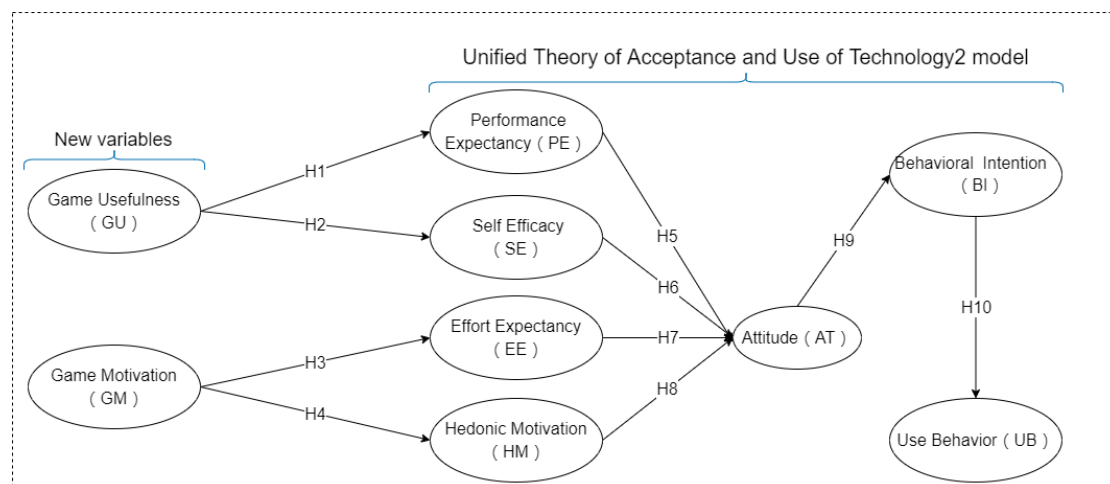 Unified Theory of Acceptance and Use of Technology2 model
New variables
Game Usefulness
( GU )
Game Motivation
( GM )
H1
H2
H3
H4
Performance
Expectancy ( PE )
Self Efficacy
( SE )
Effort Expectancy
( EE )
Hedonic Motivation
( HM )
H5
H6
H7
H8
Attitude ( AT )
H9
Behavioral Intention
( BI )
H10
Use Behavior ( UB )